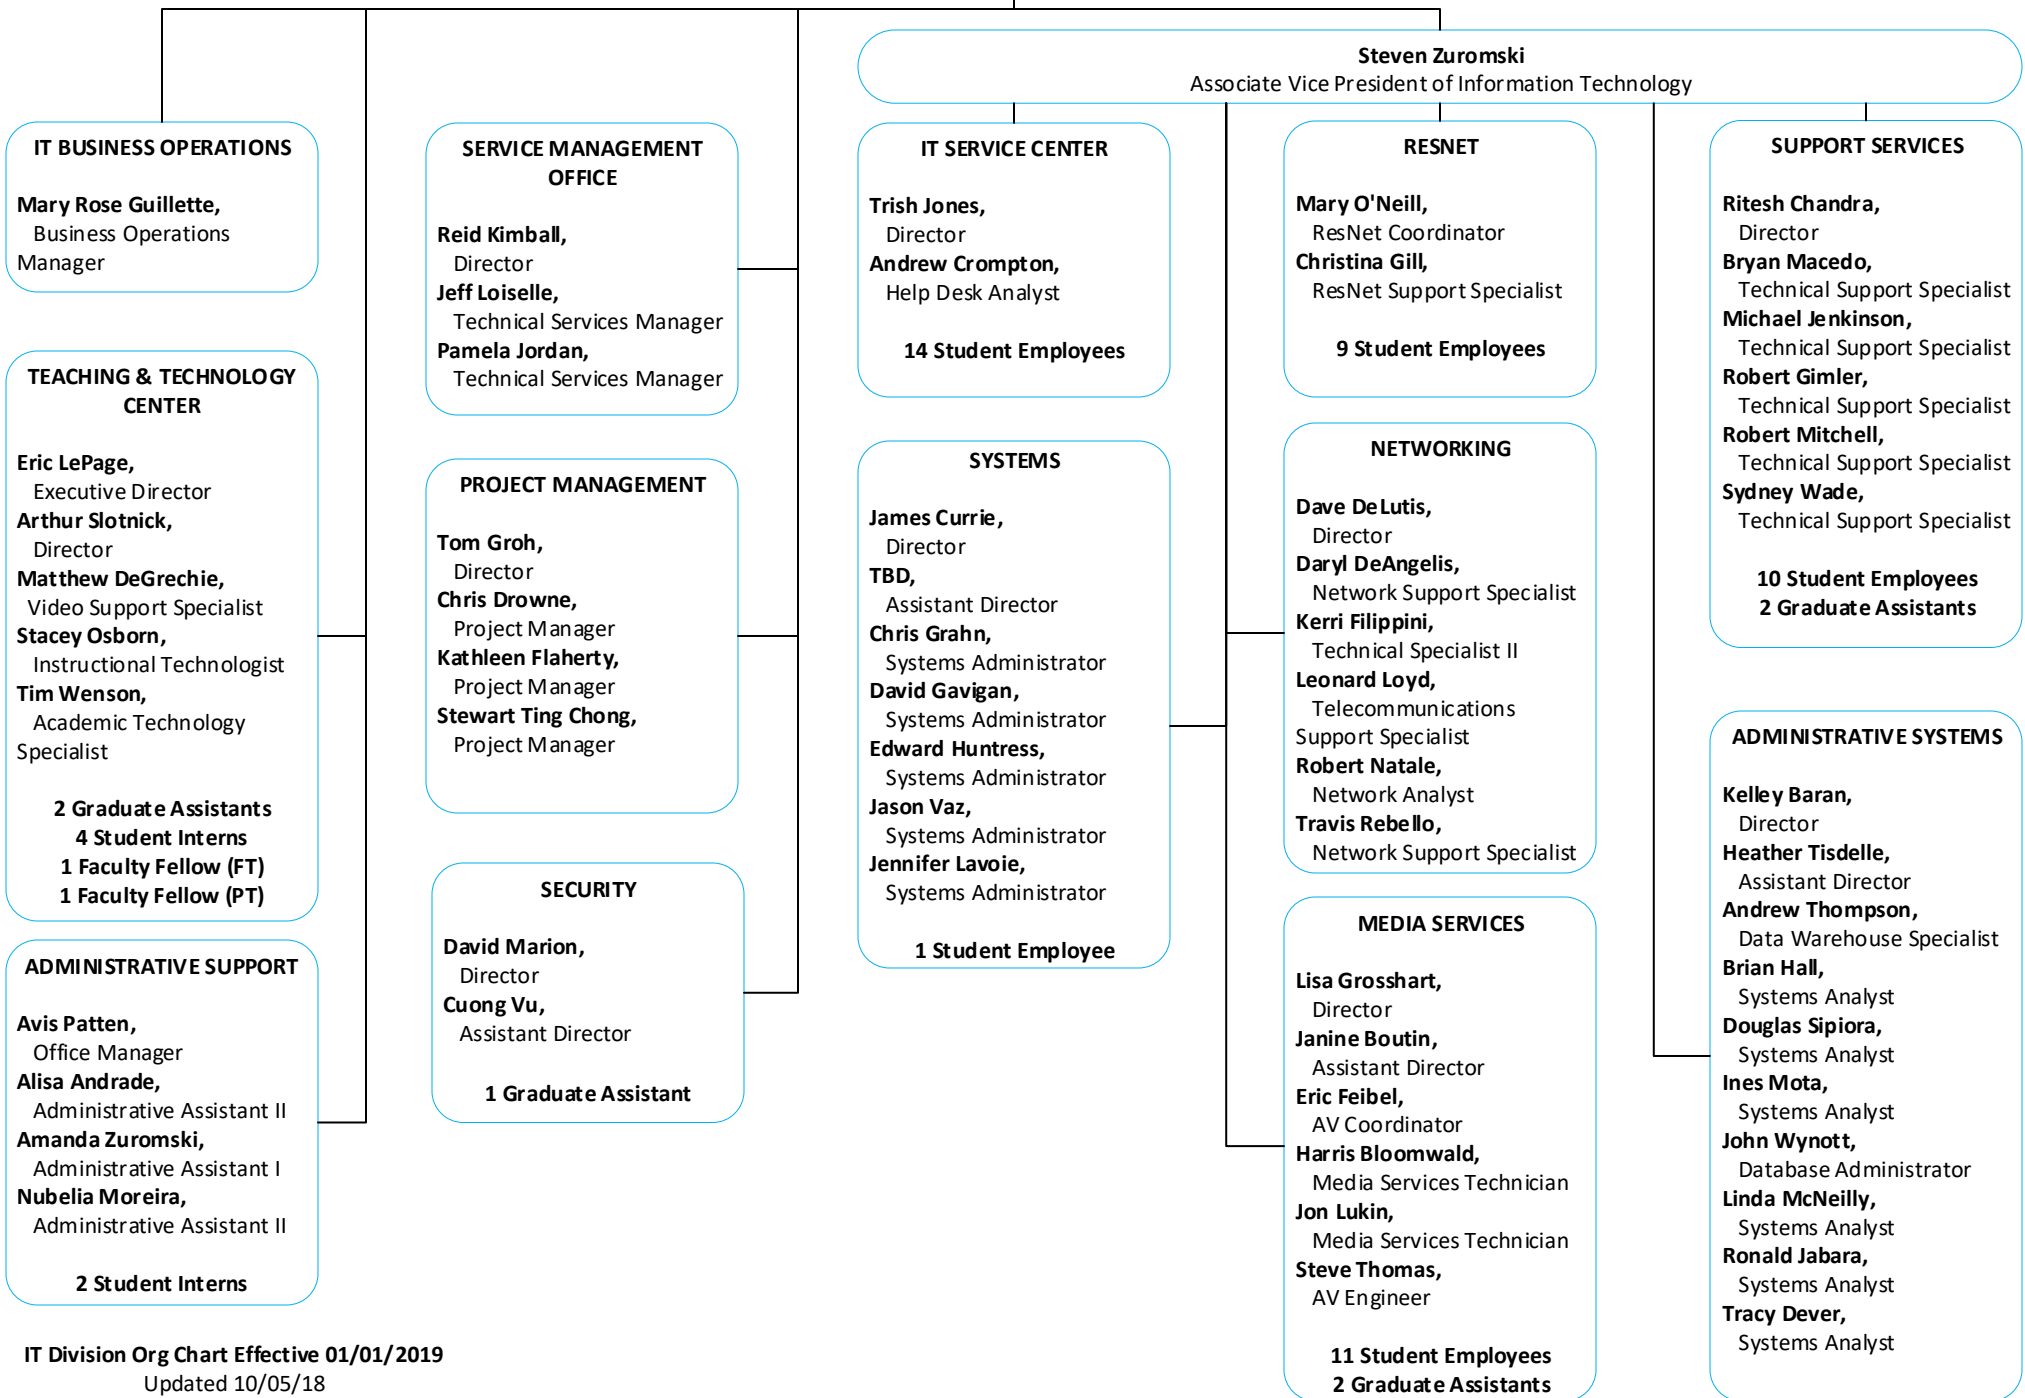 Steven Zuromski
Associate Vice President of Information Technology
IT BUSINESS OPERATIONS
Mary Rose Guillette,
Business Operations
Manager
TEACHING & TECHNOLOGY
CENTER
Eric LePage,
Executive Director
Arthur Slotnick,
Director
Matthew DeGrechie,
Video Support Specialist
Stacey Osborn,
Instructional Technologist
Tim Wenson,
Academic Technology
Specialist
2 Graduate Assistants
4 Student Interns
1 Faculty Fellow (FT)
1 Faculty Fellow (PT)
ADMINISTRATIVE SUPPORT
Avis Patten,
Office Manager
Alisa Andrade,
Administrative Assistant II
Amanda Zuromski,
Administrative Assistant I
Nubelia Moreira,
Administrative Assistant II
2 Student Interns
SERVICE MANAGEMENT
OFFICE
Reid Kimball,
Director
Jeff Loiselle,
Technical Services Manager
Pamela Jordan,
Technical Services Manager
PROJECT MANAGEMENT
Tom Groh,
Director
Chris Drowne,
Project Manager
Kathleen Flaherty,
Project Manager
Stewart Ting Chong,
Project Manager
SECURITY
David Marion,
Director
Cuong Vu,
Assistant Director
1 Graduate Assistant
IT SERVICE CENTER
Trish Jones,
Director
Andrew Crompton,
Help Desk Analyst
14 Student Employees
SYSTEMS
James Currie,
Director
TBD,
Assistant Director
Chris Grahn,
Systems Administrator
David Gavigan,
Systems Administrator
Edward Huntress,
Systems Administrator
Jason Vaz,
Systems Administrator
Jennifer Lavoie,
Systems Administrator
1 Student Employee
RESNET
Mary O'Neill,
ResNet Coordinator
Christina Gill,
ResNet Support Specialist
9 Student Employees
NETWORKING
Dave DeLutis,
Director
Daryl DeAngelis,
Network Support Specialist
Kerri Filippini,
Technical Specialist II
Leonard Loyd,
Telecommunications
Support Specialist
Robert Natale,
Network Analyst
Travis Rebello,
Network Support Specialist
MEDIA SERVICES
Lisa Grosshart,
Director
Janine Boutin,
Assistant Director
Eric Feibel,
AV Coordinator
Harris Bloomwald,
Media Services Technician
Jon Lukin,
Media Services Technician
Steve Thomas,
AV Engineer
11 Student Employees
2 Graduate Assistants
SUPPORT SERVICES
Ritesh Chandra,
Director
Bryan Macedo,
Technical Support Specialist
Michael Jenkinson,
Technical Support Specialist
Robert Gimler,
Technical Support Specialist
Robert Mitchell,
Technical Support Specialist
Sydney Wade,
Technical Support Specialist
10 Student Employees
2 Graduate Assistants
ADMINISTRATIVE SYSTEMS
Kelley Baran,
Director
Heather Tisdelle,
Assistant Director
Andrew Thompson,
Data Warehouse Specialist
Brian Hall,
Systems Analyst
Douglas Sipiora,
Systems Analyst
Ines Mota,
Systems Analyst
John Wynott,
Database Administrator
Linda McNeilly,
Systems Analyst
Ronald Jabara,
Systems Analyst
Tracy Dever,
Systems Analyst
IT Division Org Chart Effective 01/01/2019
Updated 10/05/18